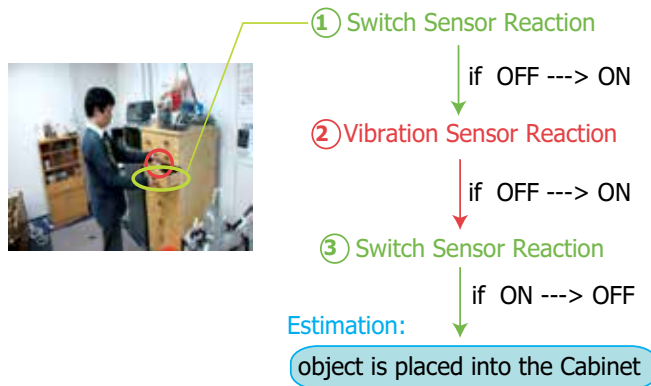 1 Switch Sensor Reaction
if OFF ---> ON
2 Vibration Sensor Reaction
if OFF ---> ON
3 Switch Sensor Reaction
if ON ---> OFF
Estimation:
object is placed into the Cabinet